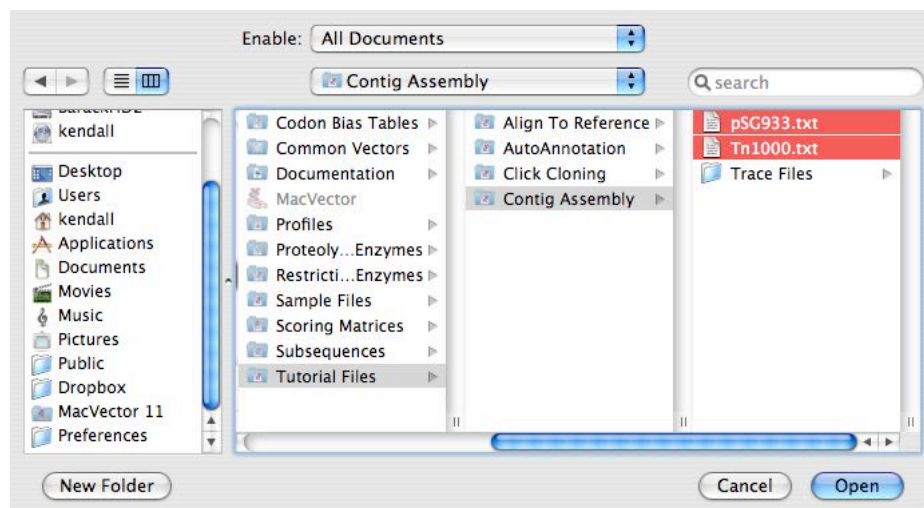 Enable: All Documents
Contig Assembly
search
kendall
Desktop
Users
kendall
Applications
Documents
Movies
Music
Pictures
Public
Dropbox
MacVector 11
Preferences
Codon Bias Tables
Common Vectors
Documentation
MacVector
Profiles
Proteoly...Enzymes
Restricti...Enzymes
Sample Files
Scoring Matrices
Subsequences
Tutorial Files
Align To Reference
AutoAnnotation
Click Cloning
Contig Assembly
pSG933.txt
Tn1000.txt
Trace Files
New Folder
Cancel
Open